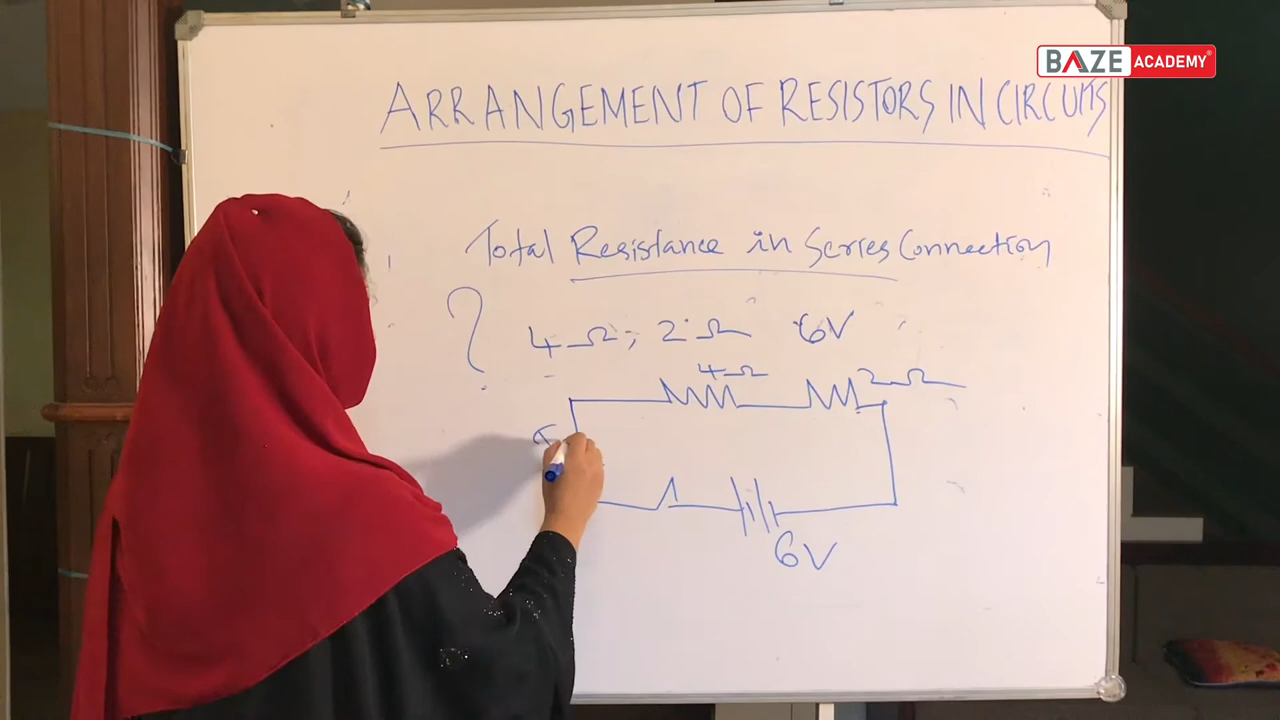 BAZE ACADEMY®
ARRANGEMENT OF RESISTORS IN CIRCUITS
Total Resistance in Series Connection
? 4Ω, 2Ω 6V
4Ω 2Ω
6V